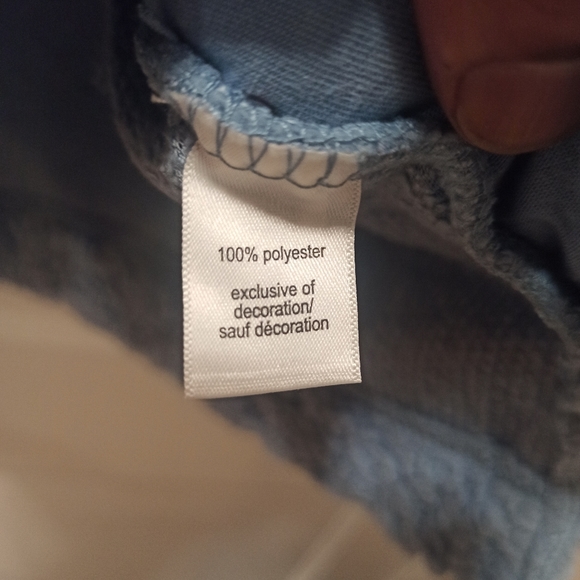 100% polyester
exclusive of
decoration/
sauf décoration